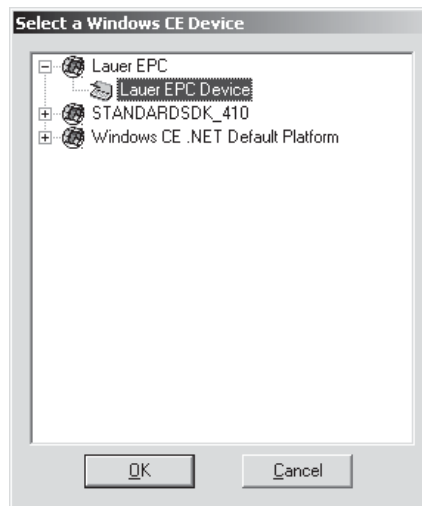 Select a Windows CE Device
Lauer EPC
Lauer EPC Device
STANDARDSDK_410
Windows CE .NET Default Platform
OK
Cancel